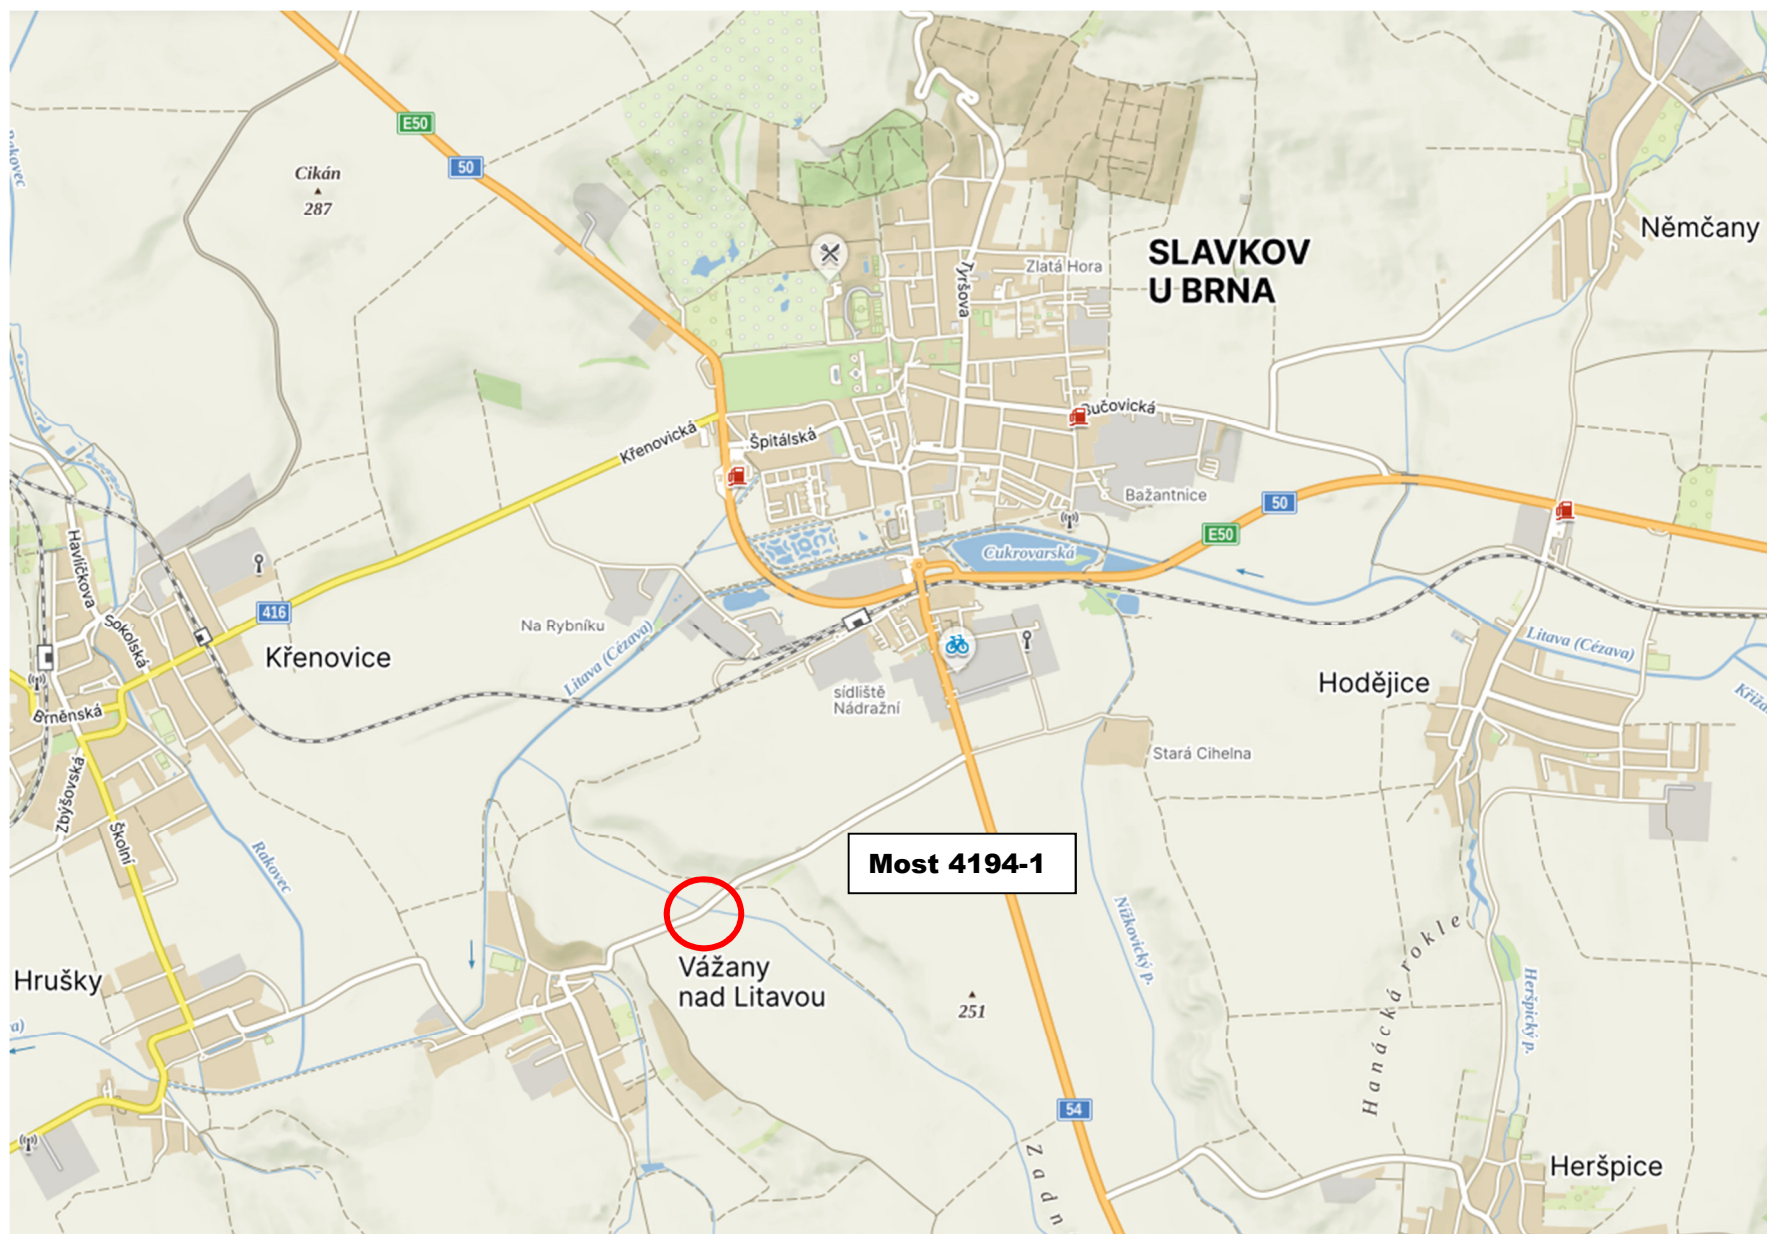 E50
50
Cikán
287
Rakovec
Němčany
SLAVKOV
U BRNA
Zlatá Hora
Tyršova
Bučovická
Křenovická
Špitálská
Bažantnice
50
E50
Cukrovarská
Havlíčkova
416
Sokolská
Na Rybníku
Křenovice
Litava (Cézava)
Litava (Cézava)
Hodějice
sídliště
Nádražní
Brněnská
Stará Cihelna
Zbýšovská
Školní
Rakovec
Most 4194-1
Nížkovický p.
Hanácká rokle
Heršpický p.
Hrušky
Vážany
nad Litavou
251
54
Heršpice